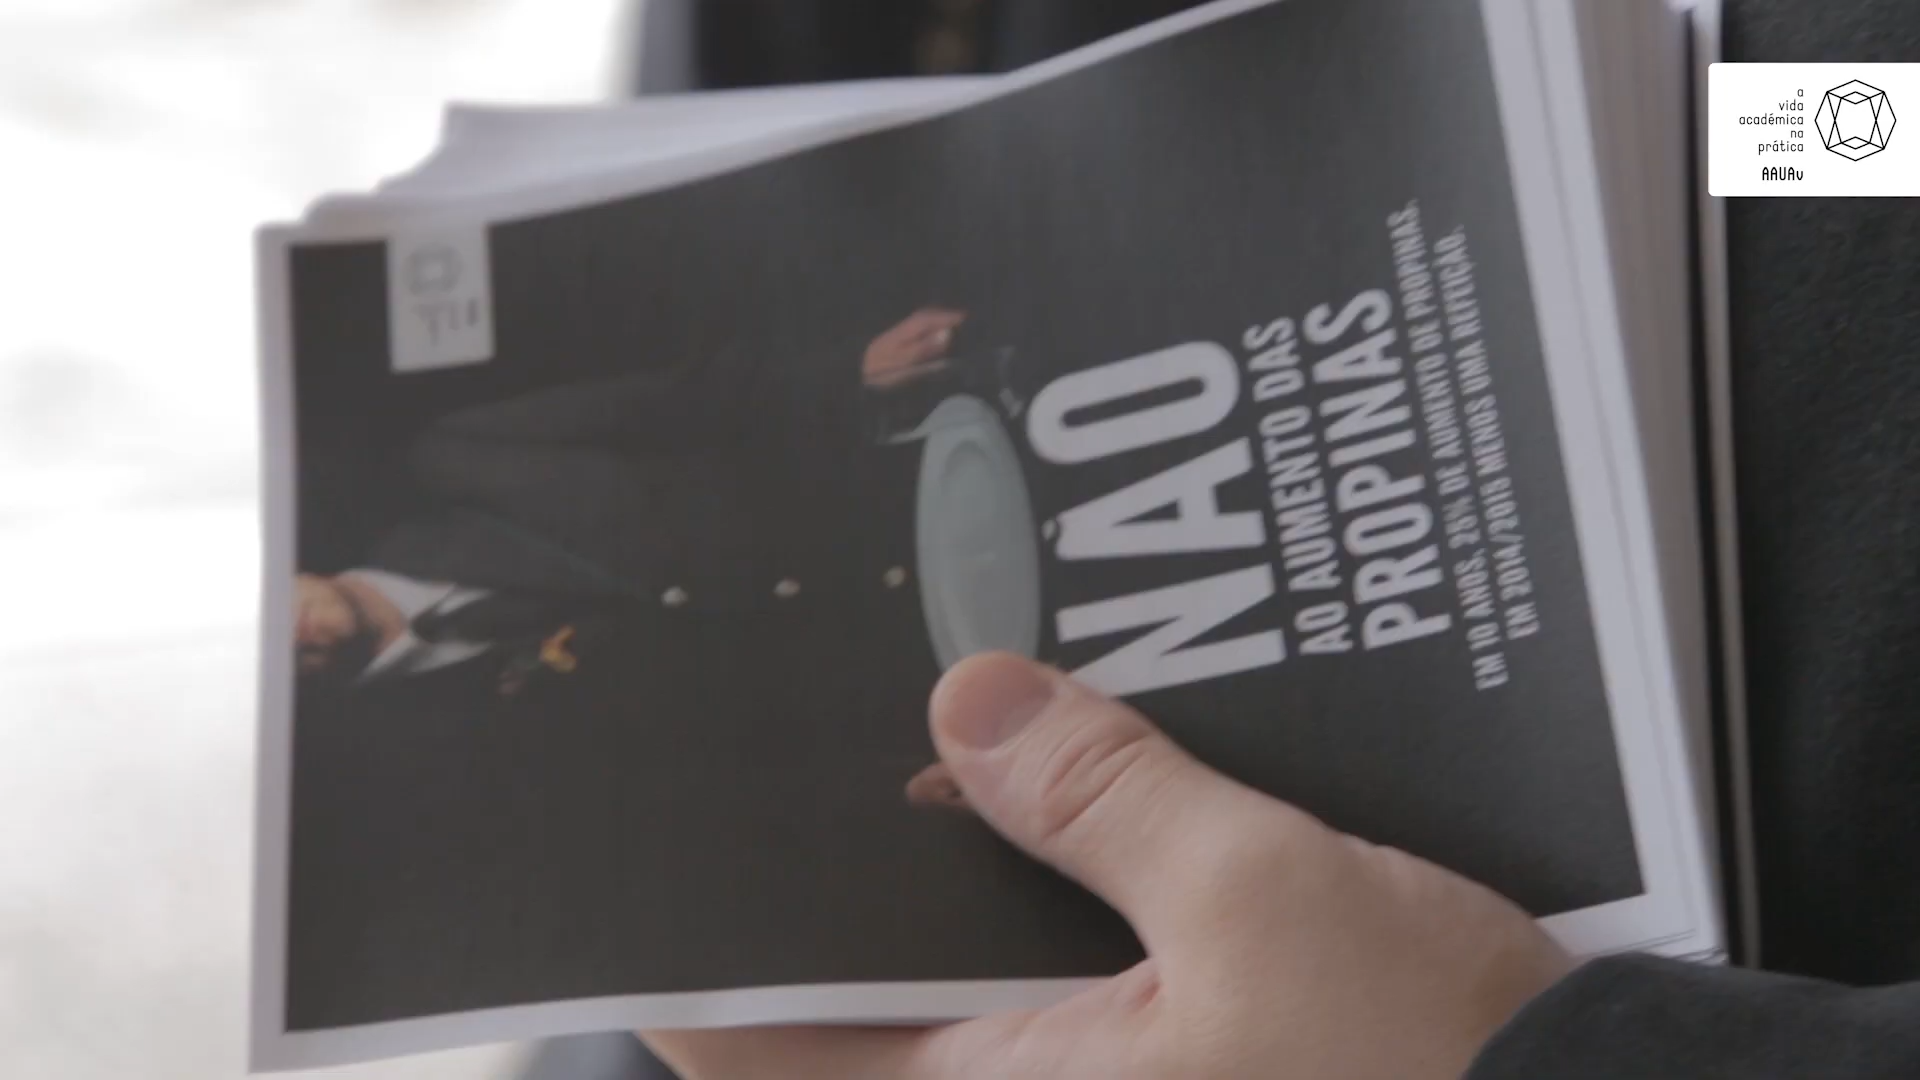 a
vida
académica
na
prática
AAUAv
NÃO
AO AUMENTO DAS
PROPINAS
EM 10 ANOS, 25% DE AUMENTO DE PROPINAS.
EM 2014/2015 MENOS UMA REFEIÇÃO.